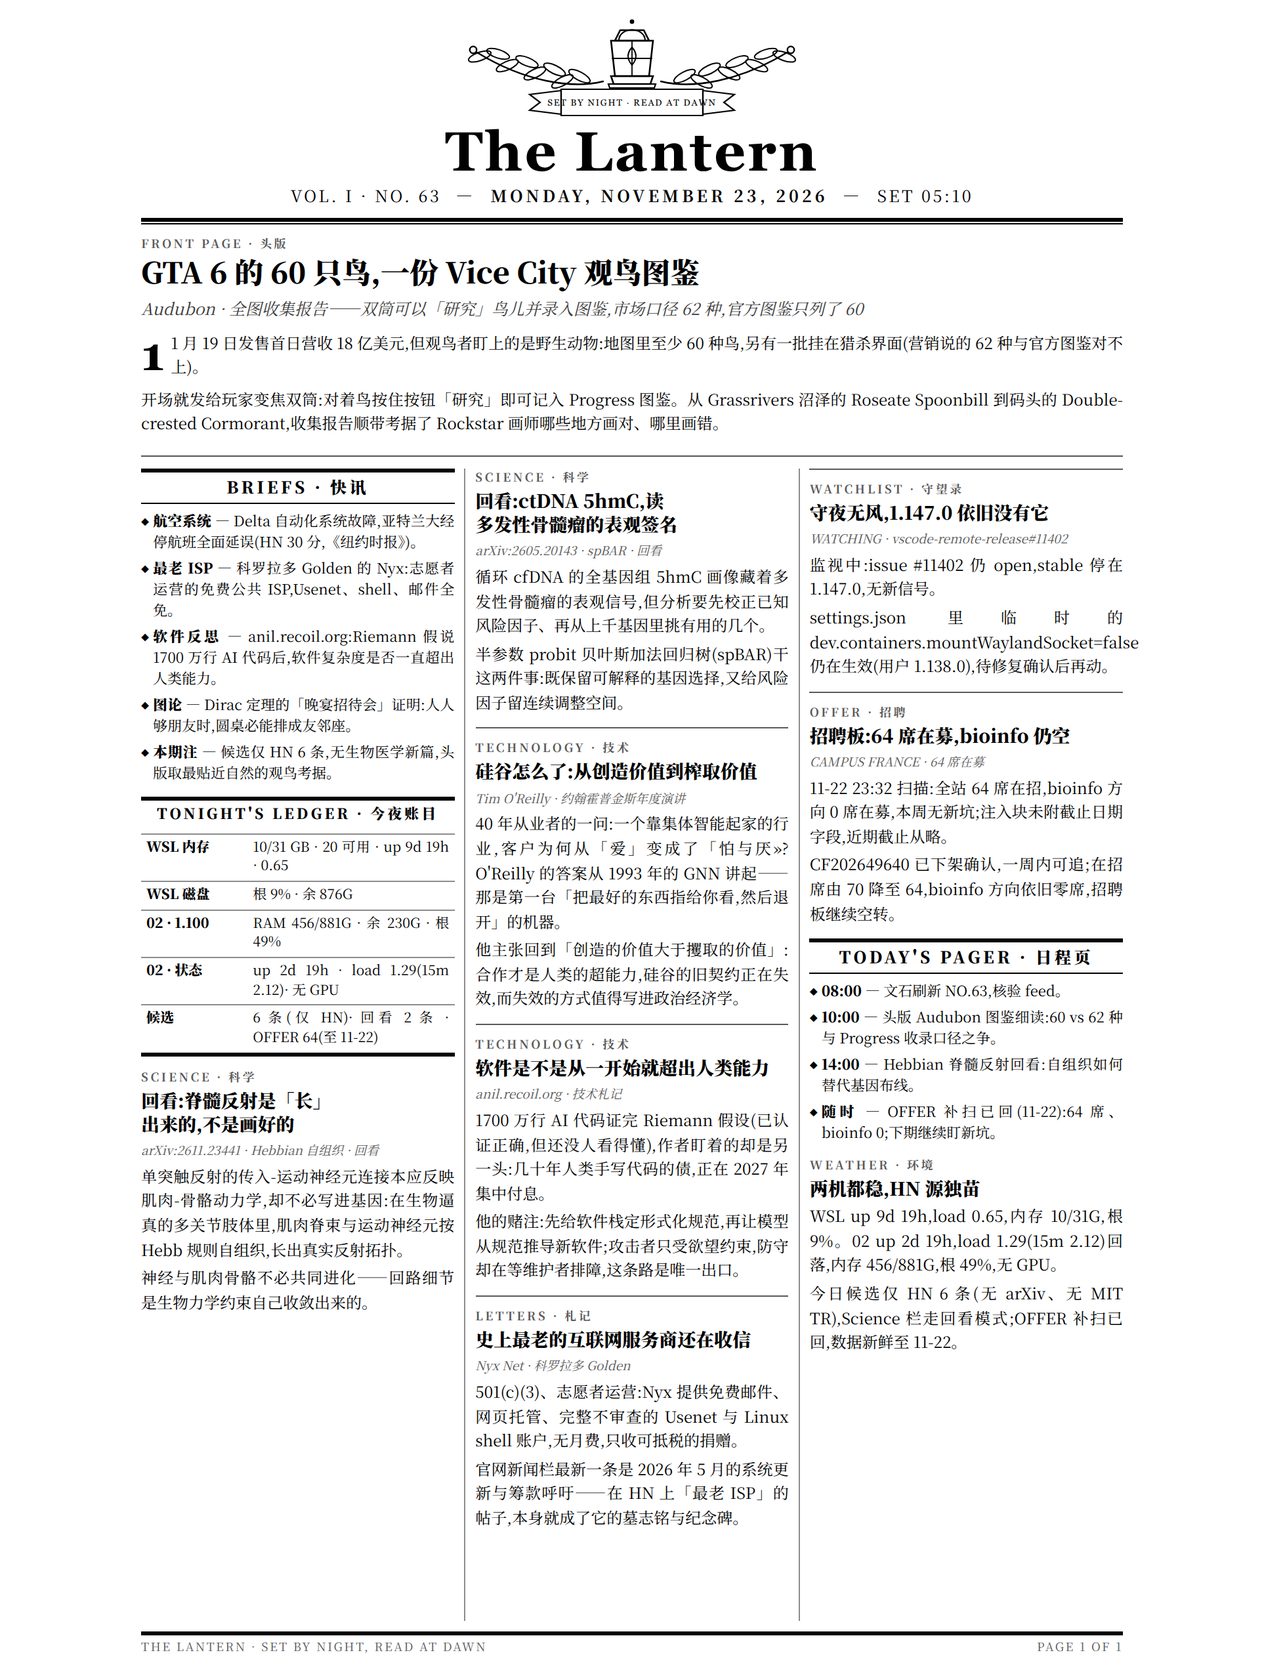 SET BY NIGHT · READ AT DAWN
The Lantern
VOL. I · NO. 63 — MONDAY, NOVEMBER 23, 2026 — SET 05:10
FRONT PAGE · 头版
GTA 6 的 60 只鸟,一份 Vice City 观鸟图鉴
Audubon · 全图收集报告——双筒可以「研究」鸟儿并录入图鉴,市场口径 62 种,官方图鉴只列了 60
11 月 19 日发售首日营收 18 亿美元,但观鸟者盯上的是野生动物:地图里至少 60 种鸟,另有一批挂在猎杀界面(营销说的 62 种与官方图鉴对不
上)。
开场就发给玩家变焦双筒:对着鸟按住按钮「研究」即可记入 Progress 图鉴。从 Grassrivers 沼泽的 Roseate Spoonbill 到码头的 Double-
crested Cormorant,收集报告顺带考据了 Rockstar 画师哪些地方画对、哪里画错。
BRIEFS · 快讯
◆ 航空系统 — Delta 自动化系统故障,亚特兰大经
停航班全面延误(HN 30 分,《纽约时报》)。
◆ 最老 ISP — 科罗拉多 Golden 的 Nyx:志愿者
运营的免费公共 ISP,Usenet、shell、邮件全
免。
◆ 软件反思 — anil.recoil.org:Riemann 假说
1700 万行 AI 代码后,软件复杂度是否一直超出
人类能力。
◆ 图论 — Dirac 定理的「晚宴招待会」证明:人人
够朋友时,圆桌必能排成友邻座。
◆ 本期注 — 候选仅 HN 6 条,无生物医学新篇,头
版取最贴近自然的观鸟考据。
TONIGHT'S LEDGER · 今夜账目
WSL 内存 10/31 GB · 20 可用 · up 9d 19h
· 0.65
WSL 磁盘 根 9% · 余 876G
02 · 1.100 RAM 456/881G · 余 230G · 根
49%
02 · 状态 up 2d 19h · load 1.29(15m
2.12)· 无 GPU
候选 6 条(仅 HN)· 回看 2 条 ·
OFFER 64(至 11-22)
SCIENCE · 科学
回看:脊髓反射是「长」
出来的,不是画好的
arXiv:2611.23441 · Hebbian 自组织 · 回看
单突触反射的传入-运动神经元连接本应反映
肌肉-骨骼动力学,却不必写进基因:在生物逼
真的多关节肢体里,肌肉脊束与运动神经元按
Hebb 规则自组织,长出真实反射拓扑。
神经与肌肉骨骼不必共同进化——回路细节
是生物力学约束自己收敛出来的。
SCIENCE · 科学
回看:ctDNA 5hmC,读
多发性骨髓瘤的表观签名
arXiv:2605.20143 · spBAR · 回看
循环 cfDNA 的全基因组 5hmC 画像藏着多
发性骨髓瘤的表观信号,但分析要先校正已知
风险因子、再从上千基因里挑有用的几个。
半参数 probit 贝叶斯加法回归树(spBAR)干
这两件事:既保留可解释的基因选择,又给风险
因子留连续调整空间。
TECHNOLOGY · 技术
硅谷怎么了:从创造价值到榨取价值
Tim O'Reilly · 约翰霍普金斯年度演讲
40 年从业者的一问:一个靠集体智能起家的行
业,客户为何从「爱」变成了「怕与厌»?
O'Reilly 的答案从 1993 年的 GNN 讲起——
那是第一台「把最好的东西指给你看,然后退
开」的机器。
他主张回到「创造的价值大于攫取的价值」:
合作才是人类的超能力,硅谷的旧契约正在失
效,而失效的方式值得写进政治经济学。
TECHNOLOGY · 技术
软件是不是从一开始就超出人类能力
anil.recoil.org · 技术札记
1700 万行 AI 代码证完 Riemann 假设(已认
证正确,但还没人看得懂),作者盯着的却是另
一头:几十年人类手写代码的债,正在 2027 年
集中付息。
他的赌注:先给软件栈定形式化规范,再让模型
从规范推导新软件;攻击者只受欲望约束,防守
却在等维护者排障,这条路是唯一出口。
LETTERS · 札记
史上最老的互联网服务商还在收信
Nyx Net · 科罗拉多 Golden
501(c)(3)、志愿者运营:Nyx 提供免费邮件、
网页托管、完整不审查的 Usenet 与 Linux
shell 账户,无月费,只收可抵税的捐赠。
官网新闻栏最新一条是 2026 年 5 月的系统更
新与筹款呼吁——在 HN 上「最老 ISP」的
帖子,本身就成了它的墓志铭与纪念碑。
WATCHLIST · 守望录
守夜无风,1.147.0 依旧没有它
WATCHING · vscode-remote-release#11402
监视中:issue #11402 仍 open,stable 停在
1.147.0,无新信号。
settings.json 里临时的
dev.containers.mountWaylandSocket=false
仍在生效(用户 1.138.0),待修复确认后再动。
OFFER · 招聘
招聘板:64 席在募,bioinfo 仍空
CAMPUS FRANCE · 64 席在募
11-22 23:32 扫描:全站 64 席在招,bioinfo 方
向 0 席在募,本周无新坑;注入块未附截止日期
字段,近期截止从略。
CF202649640 已下架确认,一周内可追;在招
席由 70 降至 64,bioinfo 方向依旧零席,招聘
板继续空转。
TODAY'S PAGER · 日程页
◆ 08:00 — 文石刷新 NO.63,核验 feed。
◆ 10:00 — 头版 Audubon 图鉴细读:60 vs 62 种
与 Progress 收录口径之争。
◆ 14:00 — Hebbian 脊髓反射回看:自组织如何
替代基因布线。
◆ 随时 — OFFER 补扫已回(11-22):64 席、
bioinfo 0;下期继续盯新坑。
WEATHER · 环境
两机都稳,HN 源独苗
WSL up 9d 19h,load 0.65,内存 10/31G,根
9%。02 up 2d 19h,load 1.29(15m 2.12)回
落,内存 456/881G,根 49%,无 GPU。
今日候选仅 HN 6 条(无 arXiv、无 MIT
TR),Science 栏走回看模式;OFFER 补扫已
回,数据新鲜至 11-22。
THE LANTERN · SET BY NIGHT, READ AT DAWN
PAGE 1 OF 1